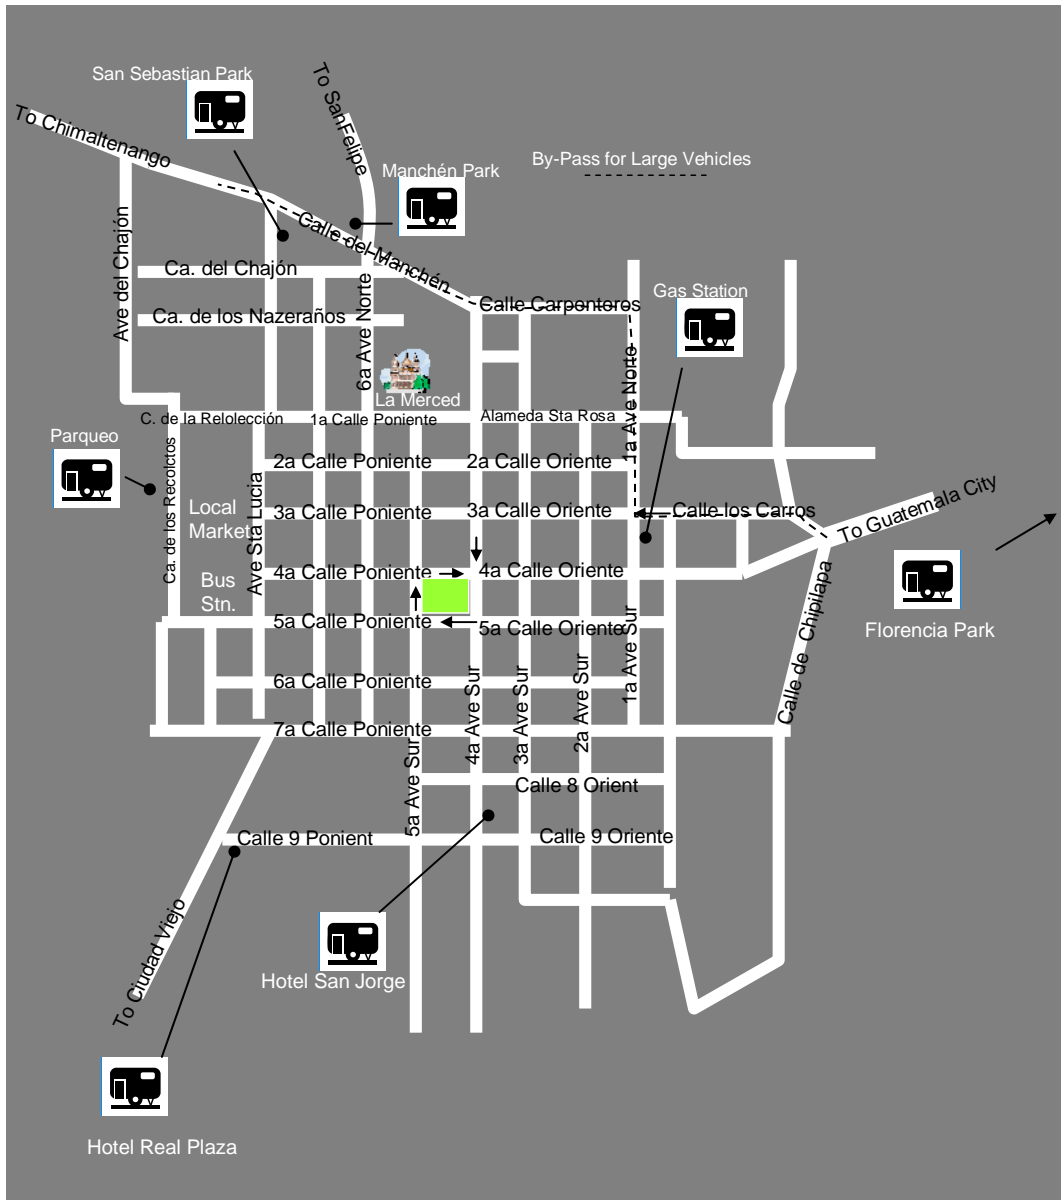 San Sebastian Park
To SanFelipe
To Chimaltenango
Manchén Park
By-Pass for Large Vehicles
Calle del Manchén
Ave del Chajón
Ca. del Chajón
Gas Station
Calle Carpenteros
Ca. de los Nazeraños
6a Ave Norte
1a Ave Norte
La Merced
C. de la Relolección
1a Calle Poniente
Alameda Sta Rosa
Parqueo
2a Calle Poniente
2a Calle Oriente
Ca. de los Recolctos
Ave Sta Lucia
Local
Market
3a Calle Poniente
3a Calle Oriente
Calle los Carros
To Guatemala City
Bus
Stn.
4a Calle Poniente
4a Calle Oriente
Florencia Park
5a Calle Poniente
5a Calle Oriente
1a Ave Sur
Calle de Chipilapa
6a Calle Poniente
4a Ave Sur
3a Ave Sur
2a Ave Sur
7a Calle Poniente
5a Ave Sur
Calle 8 Orient
Calle 9 Ponient
Calle 9 Oriente
To Ciudad Viejo
Hotel San Jorge
Hotel Real Plaza